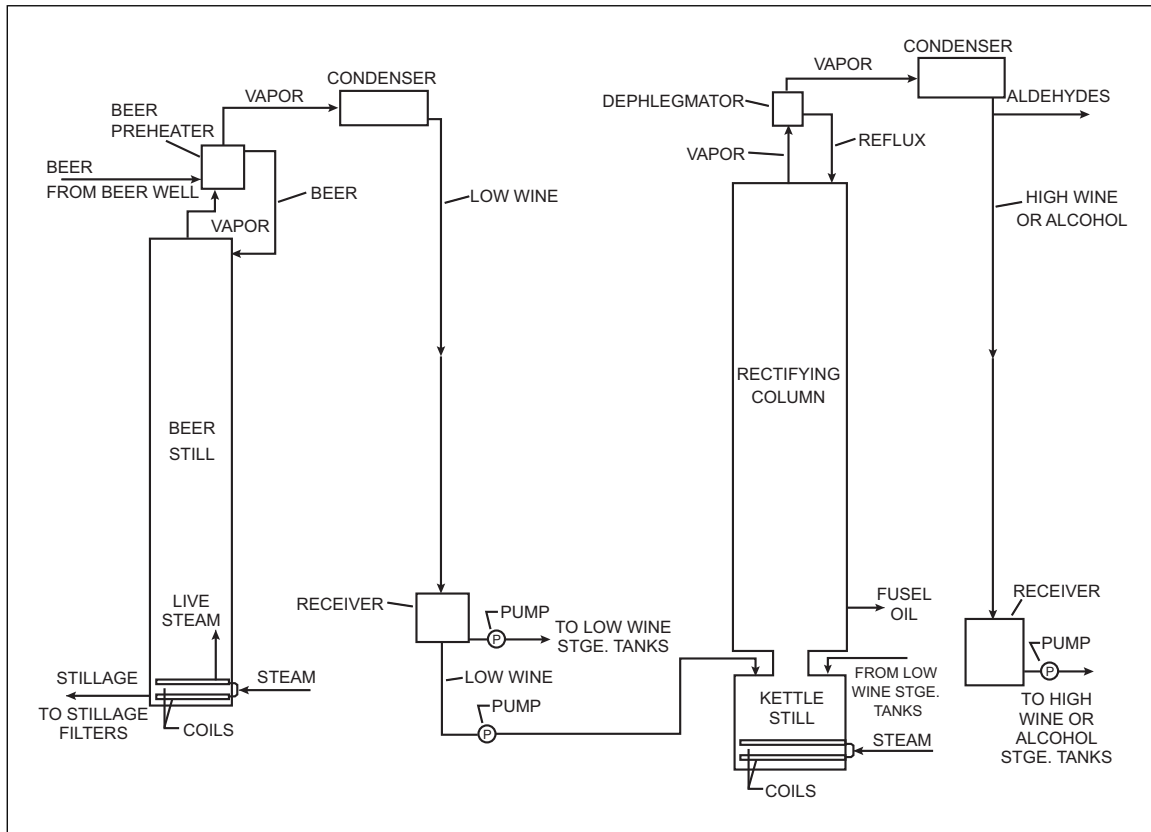 CONDENSER
VAPOR
BEER
PREHEATER
BEER
FROM BEER WELL
BEER
VAPOR
LOW WINE
BEER
STILL
LIVE
STEAM
STILLAGE
TO STILLAGE
FILTERS
STEAM
COILS
RECEIVER
PUMP
P
TO LOW WINE
STGE. TANKS
LOW WINE
PUMP
P
CONDENSER
VAPOR
DEPHLEGMATOR
ALDEHYDES
VAPOR
REFLUX
HIGH WINE
OR ALCOHOL
RECTIFYING
COLUMN
FUSEL
OIL
FROM LOW
WINE STGE.
TANKS
KETTLE
STILL
STEAM
COILS
RECEIVER
PUMP
P
TO HIGH
WINE OR
ALCOHOL
STGE. TANKS